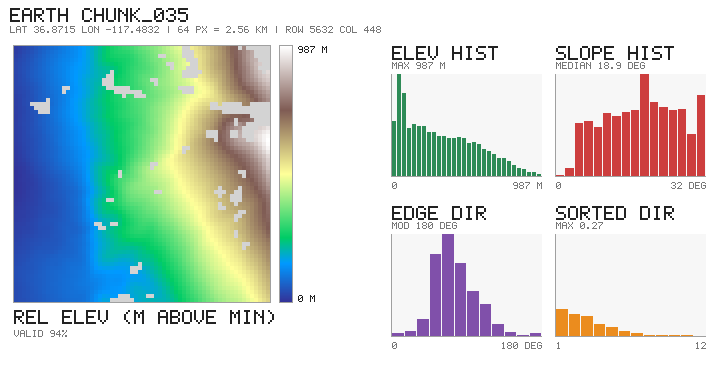 EARTH CHUNK_035
LAT 36.8715 LON -117.4832 | 64 PX = 2.56 KM | ROW 5632 COL 448
987 M
0 M
REL ELEV (M ABOVE MIN)
VALID 94%
ELEV HIST
MAX 987 M
0 987 M
SLOPE HIST
MEDIAN 18.9 DEG
0 32 DEG
EDGE DIR
MOD 180 DEG
0 180 DEG
SORTED DIR
MAX 0.27
1 12